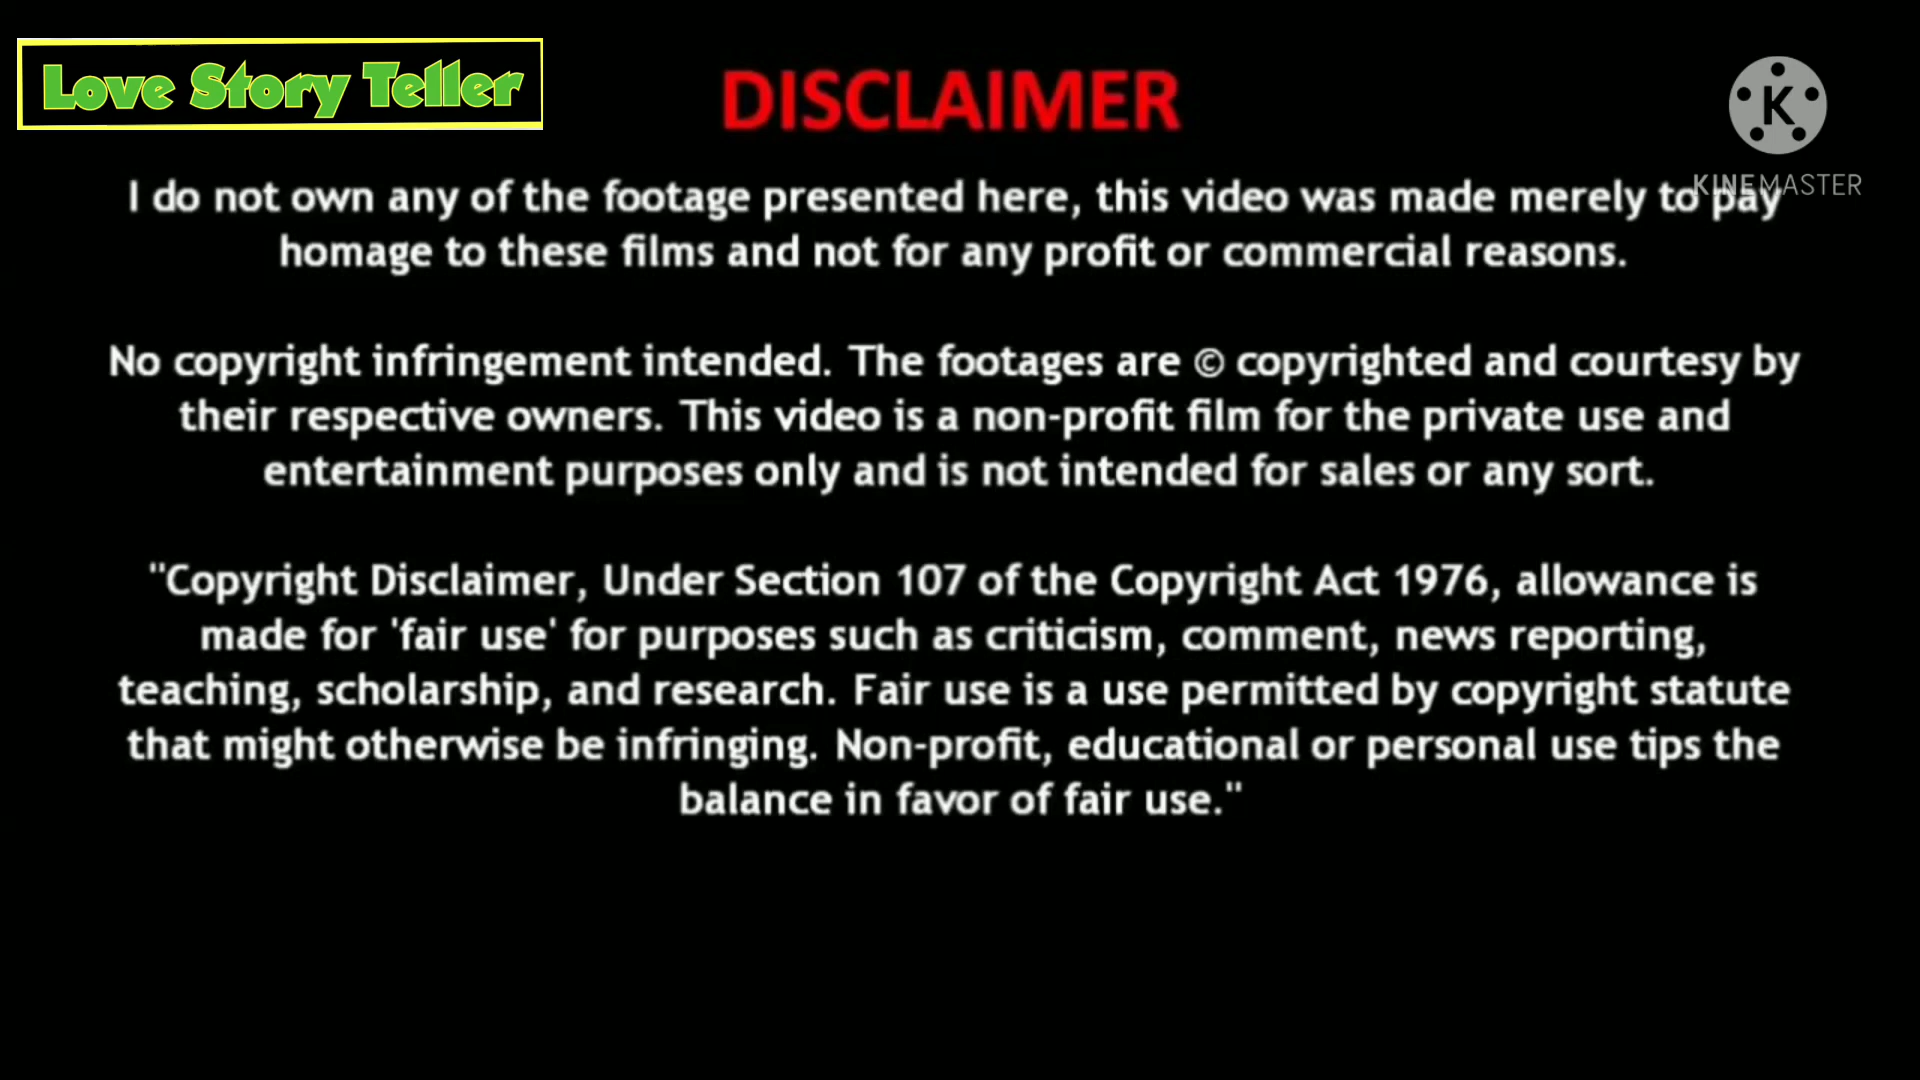 Love Story Teller
DISCLAIMER
K
KINEMASTER
I do not own any of the footage presented here, this video was made merely to pay
homage to these films and not for any profit or commercial reasons.
No copyright infringement intended. The footages are © copyrighted and courtesy by
their respective owners. This video is a non-profit film for the private use and
entertainment purposes only and is not intended for sales or any sort.
"Copyright Disclaimer, Under Section 107 of the Copyright Act 1976, allowance is
made for 'fair use' for purposes such as criticism, comment, news reporting,
teaching, scholarship, and research. Fair use is a use permitted by copyright statute
that might otherwise be infringing. Non-profit, educational or personal use tips the
balance in favor of fair use."